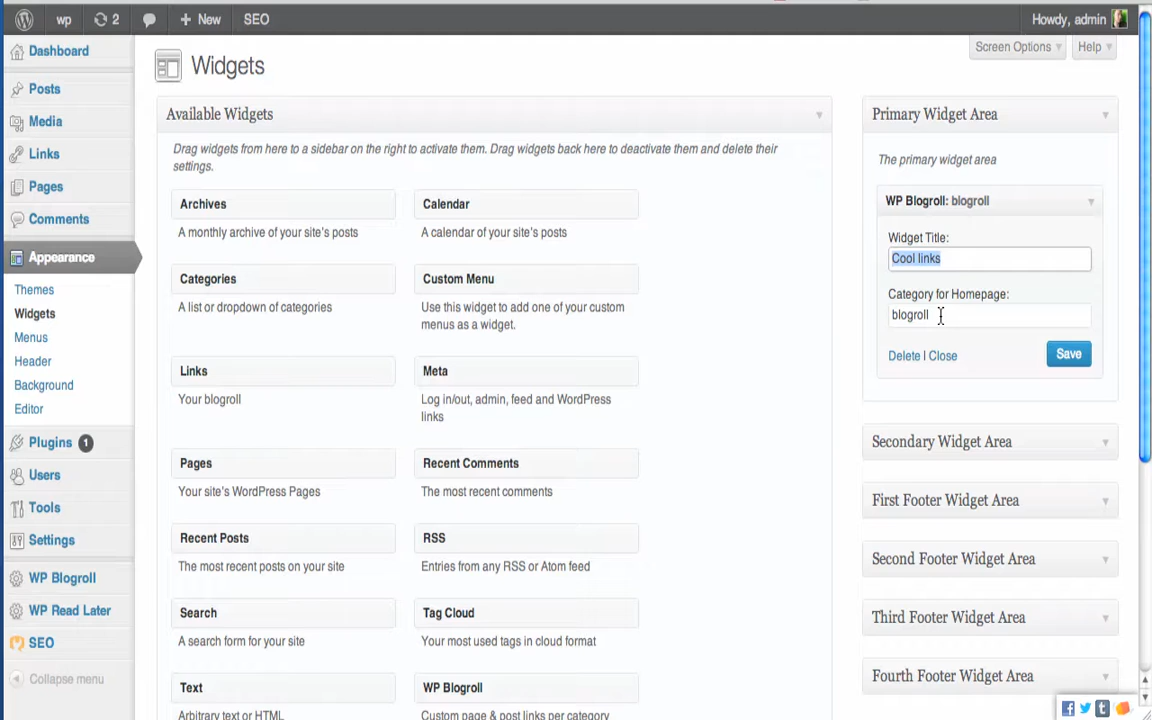 wp 2 + New SEO Howdy, admin
Screen Options Help
Dashboard
Posts
Media
Links
Pages
Comments
Appearance
Themes
Widgets
Menus
Header
Background
Editor
Plugins 1
Users
Tools
Settings
WP Blogroll
WP Read Later
SEO
Collapse menu
Widgets
Available Widgets
Drag widgets from here to a sidebar on the right to activate them. Drag widgets back here to deactivate them and delete their
settings.
Archives
A monthly archive of your site's posts
Calendar
A calendar of your site's posts
Categories
A list or dropdown of categories
Custom Menu
Use this widget to add one of your custom
menus as a widget.
Links
Your blogroll
Meta
Log in/out, admin, feed and WordPress
links
Pages
Your site's WordPress Pages
Recent Comments
The most recent comments
Recent Posts
The most recent posts on your site
RSS
Entries from any RSS or Atom feed
Search
A search form for your site
Tag Cloud
Your most used tags in cloud format
Text
Arbitrary text or HTML
WP Blogroll
Custom page & post links per category
Primary Widget Area
The primary widget area
WP Blogroll: blogroll
Widget Title:
Cool links
Category for Homepage:
blogroll
Delete | Close
Save
Secondary Widget Area
First Footer Widget Area
Second Footer Widget Area
Third Footer Widget Area
Fourth Footer Widget Area